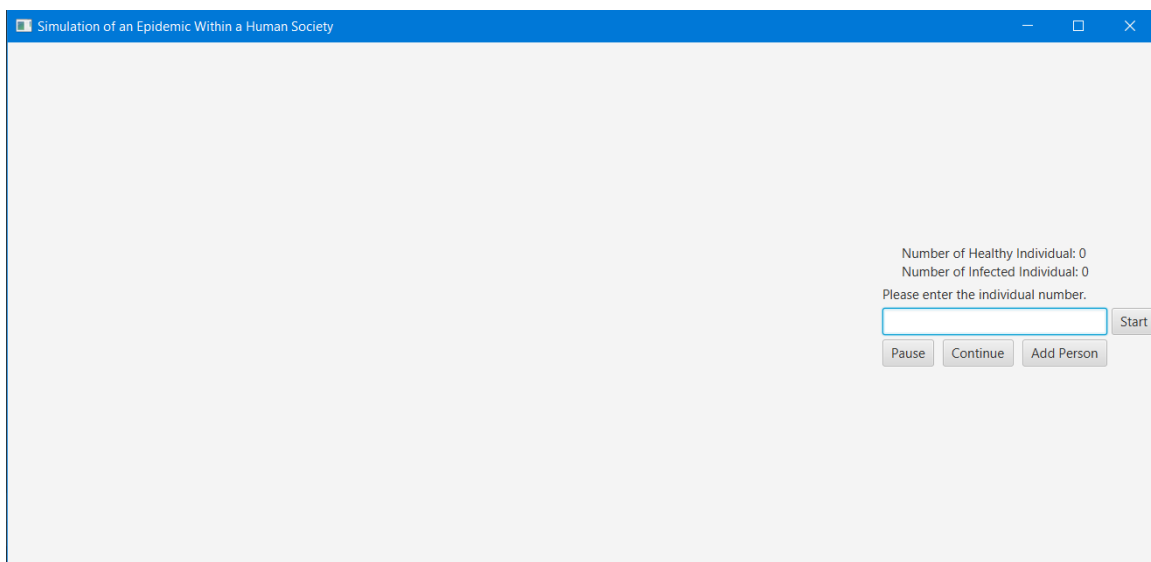 Simulation of an Epidemic Within a Human Society
Number of Healthy Individual: 0
Number of Infected Individual: 0
Please enter the individual number.
Start
Pause Continue Add Person